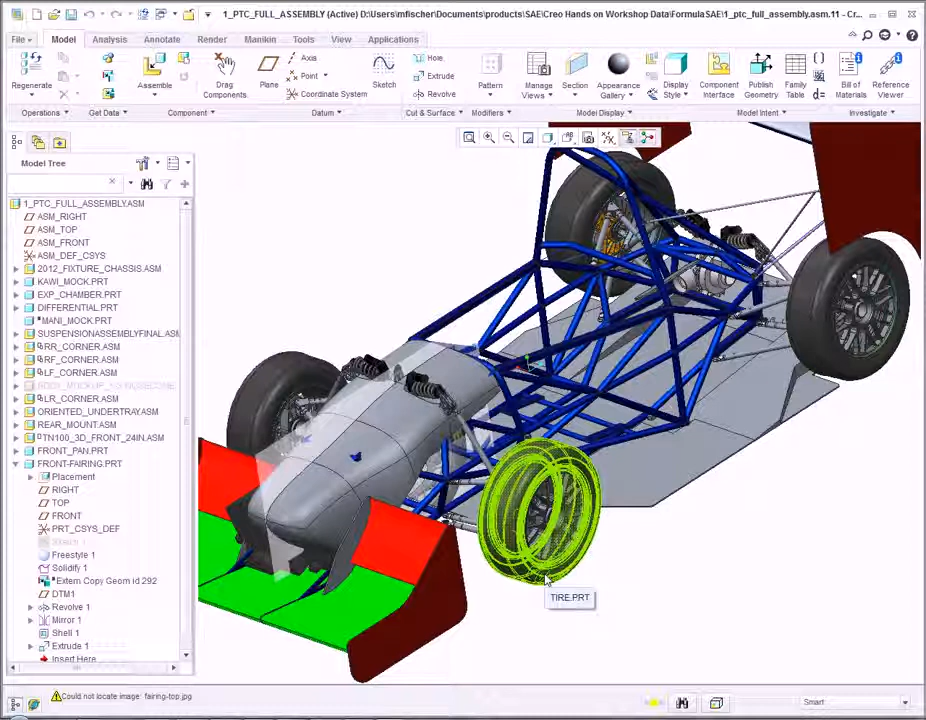 1_PTC_FULL_ASSEMBLY (Active) D:\Users\mfischer\Documents\products\SAE\Creo Hands on Workshop Data\FormulaSAE\1_ptc_full_assembly.asm.11 - Cr...
File Model Analysis Annotate Render Manikin Tools View Applications
Regenerate
Assemble
Drag Components
Plane
Axis
Point
Coordinate System
Sketch
Hole
Extrude
Revolve
Pattern
Manage Views
Section
Appearance Gallery
Display Style
Component Interface
Publish Geometry
Family Table
d=
Bill of Materials
Reference Viewer
Operations Get Data Component Datum Cut & Surface Modifiers Model Display Model Intent Investigate
Model Tree
1_PTC_FULL_ASSEMBLY.ASM
ASM_RIGHT
ASM_TOP
ASM_FRONT
ASM_DEF_CSYS
2012_FIXTURE_CHASSIS.ASM
KAWI_MOCK.PRT
EXP_CHAMBER.PRT
DIFFERENTIAL.PRT
MANI_MOCK.PRT
SUSPENSIONASSEMBLYFINAL.ASM
RR_CORNER.ASM
RF_CORNER.ASM
LF_CORNER.ASM
LR_CORNER.ASM
ORIENTED_UNDERTRAY.ASM
REAR_MOUNT.ASM
TN100_3D_FRONT_24IN.ASM
FRONT_PAN.PRT
FRONT-FAIRING.PRT
Placement
RIGHT
TOP
FRONT
PRT_CSYS_DEF
Sketch 1
Freestyle 1
Solidify 1
Extern Copy Geom id 292
DTM1
Revolve 1
Mirror 1
Shell 1
Extrude 1
Insert Here
TIRE.PRT
Could not locate image: fairing-top.jpg
Smart